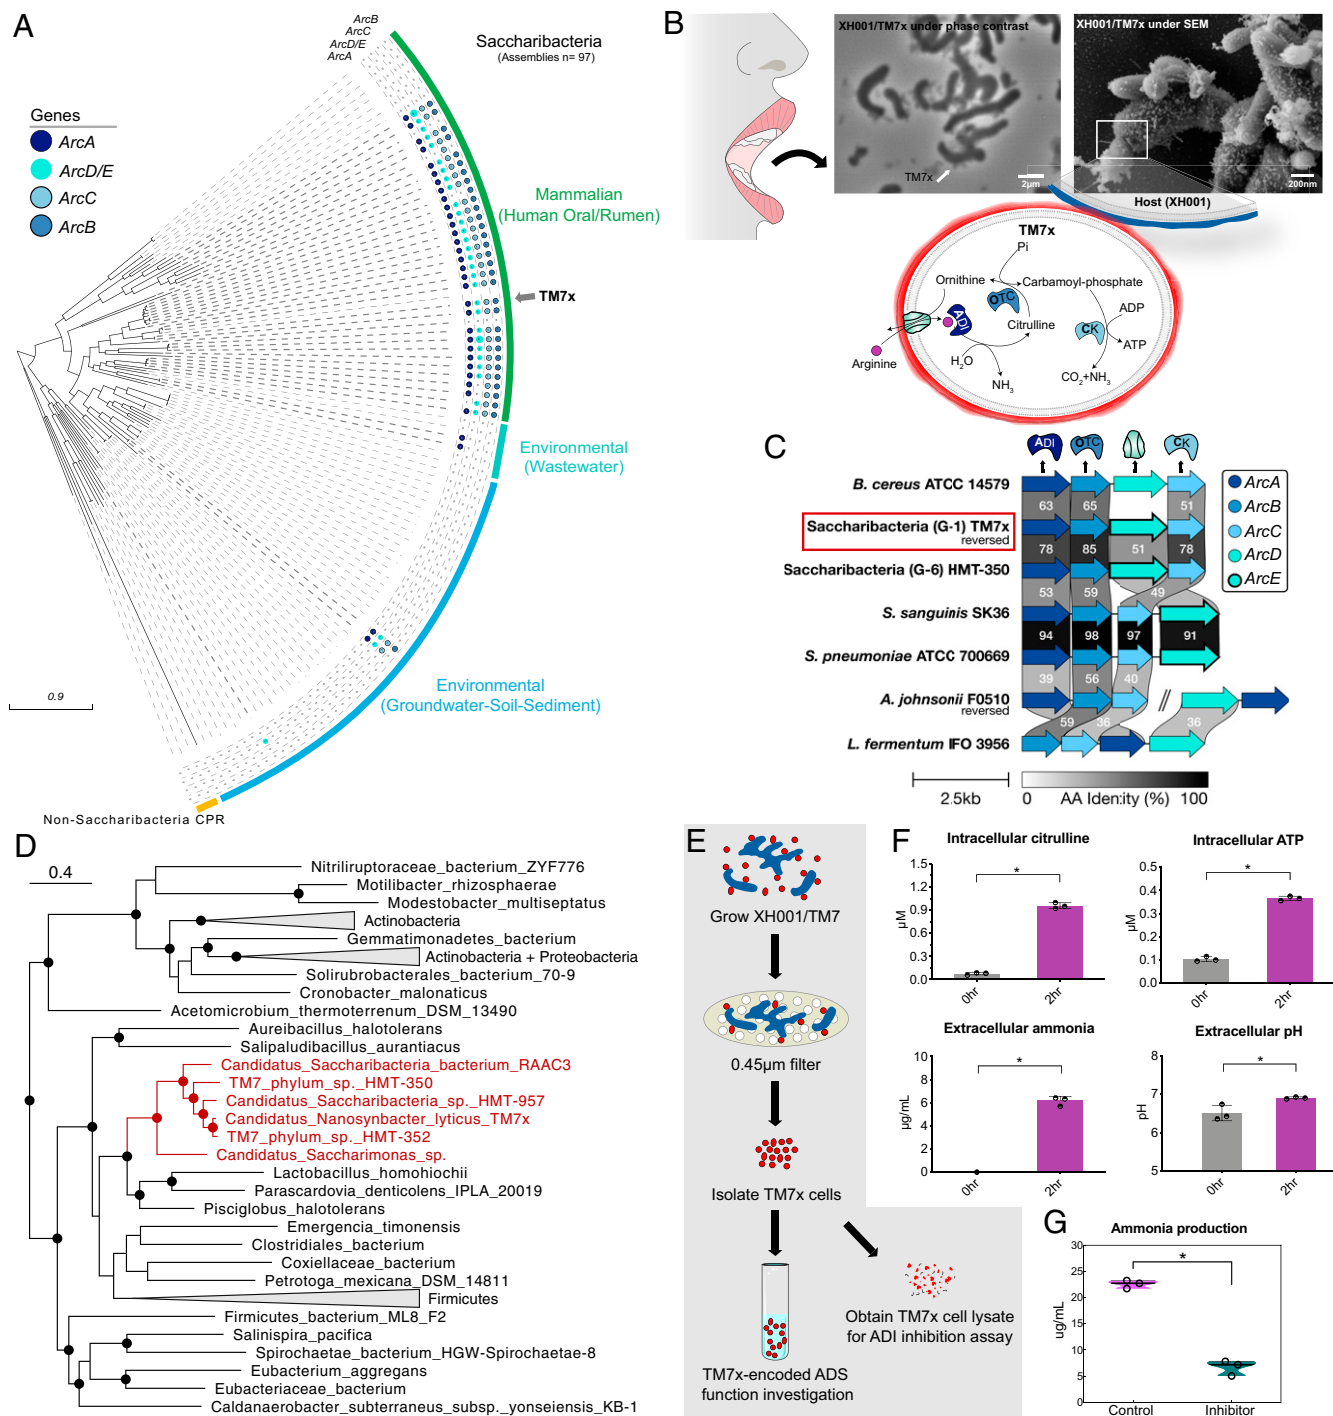 A
ArcB
ArcC
ArcD/E
ArcA
Saccharibacteria
(Assemblies n= 97)
Genes
ArcA
ArcD/E
ArcC
ArcB
Mammalian
(Human Oral/Rumen)
TM7x
Environmental
(Wastewater)
Environmental
(Groundwater-Soil-Sediment)
0.9
Non-Saccharibacteria CPR
B
XH001/TM7x under phase contrast
TM7x
2µm
XH001/TM7x under SEM
200nm
Host (XH001)
TM7x
Pi
Ornithine
Carbamoyl-phosphate
OTC
ADI
Citrulline
ADP
CK
ATP
Arginine
H2O
NH3
CO2+NH3
C
ADI
OTC
CK
B. cereus ATCC 14579
63 65 51
Saccharibacteria (G-1) TM7x
reversed
78 85 51 78
Saccharibacteria (G-6) HMT-350
53 59 49
S. sanguinis SK36
94 98 97 91
S. pneumoniae ATCC 700669
39 56 40
A. johnsonii F0510
reversed
//
59 36 36
L. fermentum IFO 3956
ArcA
ArcB
ArcC
ArcD
ArcE
2.5kb
0 AA Identity (%) 100
D
0.4
Nitriliruptoraceae_bacterium_ZYF776
Motilibacter_rhizosphaerae
Modestobacter_multiseptatus
Actinobacteria
Gemmatimonadetes_bacterium
Actinobacteria + Proteobacteria
Solirubrobacterales_bacterium_70-9
Cronobacter_malonaticus
Acetomicrobium_thermoterrenum_DSM_13490
Aureibacillus_halotolerans
Salipaludibacillus_aurantiacus
Candidatus_Saccharibacteria_bacterium_RAAC3
TM7_phylum_sp._HMT-350
Candidatus_Saccharibacteria_sp._HMT-957
Candidatus_Nanosynbacter_lyticus_TM7x
TM7_phylum_sp._HMT-352
Candidatus_Saccharimonas_sp.
Lactobacillus_homohiochii
Parascardovia_denticolens_IPLA_20019
Pisciglobus_halotolerans
Emergencia_timonensis
Clostridiales_bacterium
Coxiellaceae_bacterium
Petrotoga_mexicana_DSM_14811
Firmicutes
Firmicutes_bacterium_ML8_F2
Salinispira_pacifica
Spirochaetae_bacterium_HGW-Spirochaetae-8
Eubacterium_aggregans
Eubacteriaceae_bacterium
Caldanaerobacter_subterraneus_subsp._yonseiensis_KB-1
E
Grow XH001/TM7
0.45µm filter
Isolate TM7x cells
Obtain TM7x cell lysate
for ADI inhibition assay
TM7x-encoded ADS
function investigation
F
Intracellular citrulline
1.5
1.2
0.9
0.6
0.3
0.0
µM
*
0hr
2hr
Intracellular ATP
0.5
0.4
0.3
0.2
0.1
0.0
µM
*
0hr
2hr
Extracellular ammonia
10
8
6
4
2
0
µg/mL
*
0hr
2hr
Extracellular pH
8
7
6
5
pH
*
0hr
2hr
G
Ammonia production
30
25
20
15
10
5
0
ug/mL
*
Control
Inhibitor